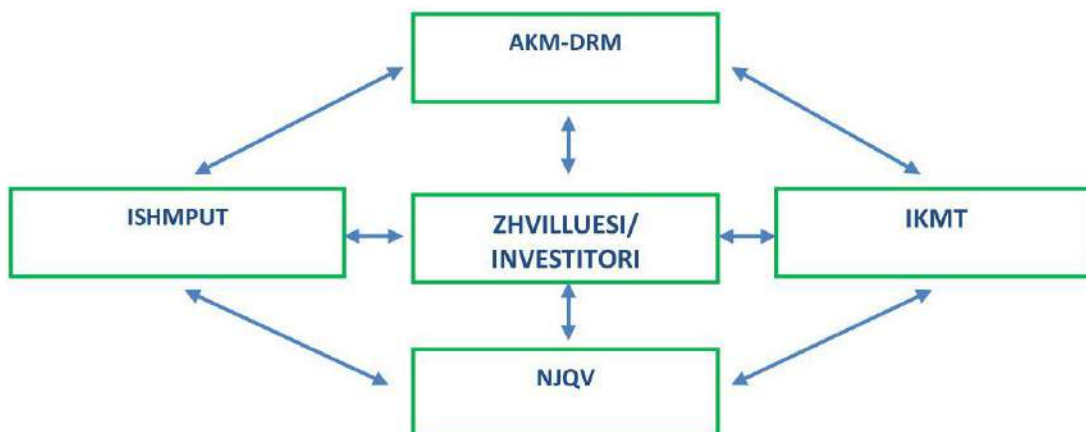 AKM-DRM
ISHMPUT
ZHVILLUESI/
INVESTITORI
IKMT
NJQV